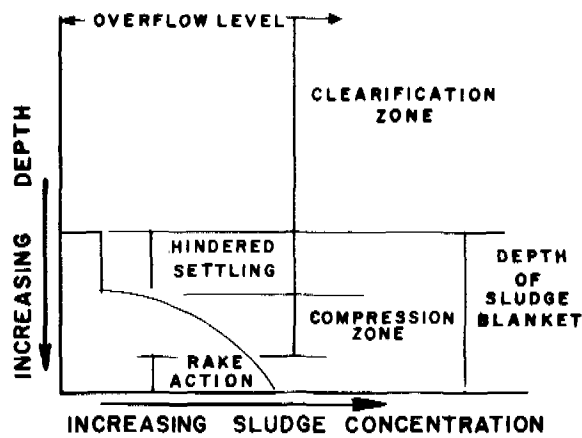 OVERFLOW LEVEL
CLEARIFICATION
ZONE
INCREASING DEPTH
HINDERED
SETTLING
DEPTH
OF
SLUDGE
BLANKET
COMPRESSION
ZONE
RAKE
ACTION
INCREASING SLUDGE CONCENTRATION